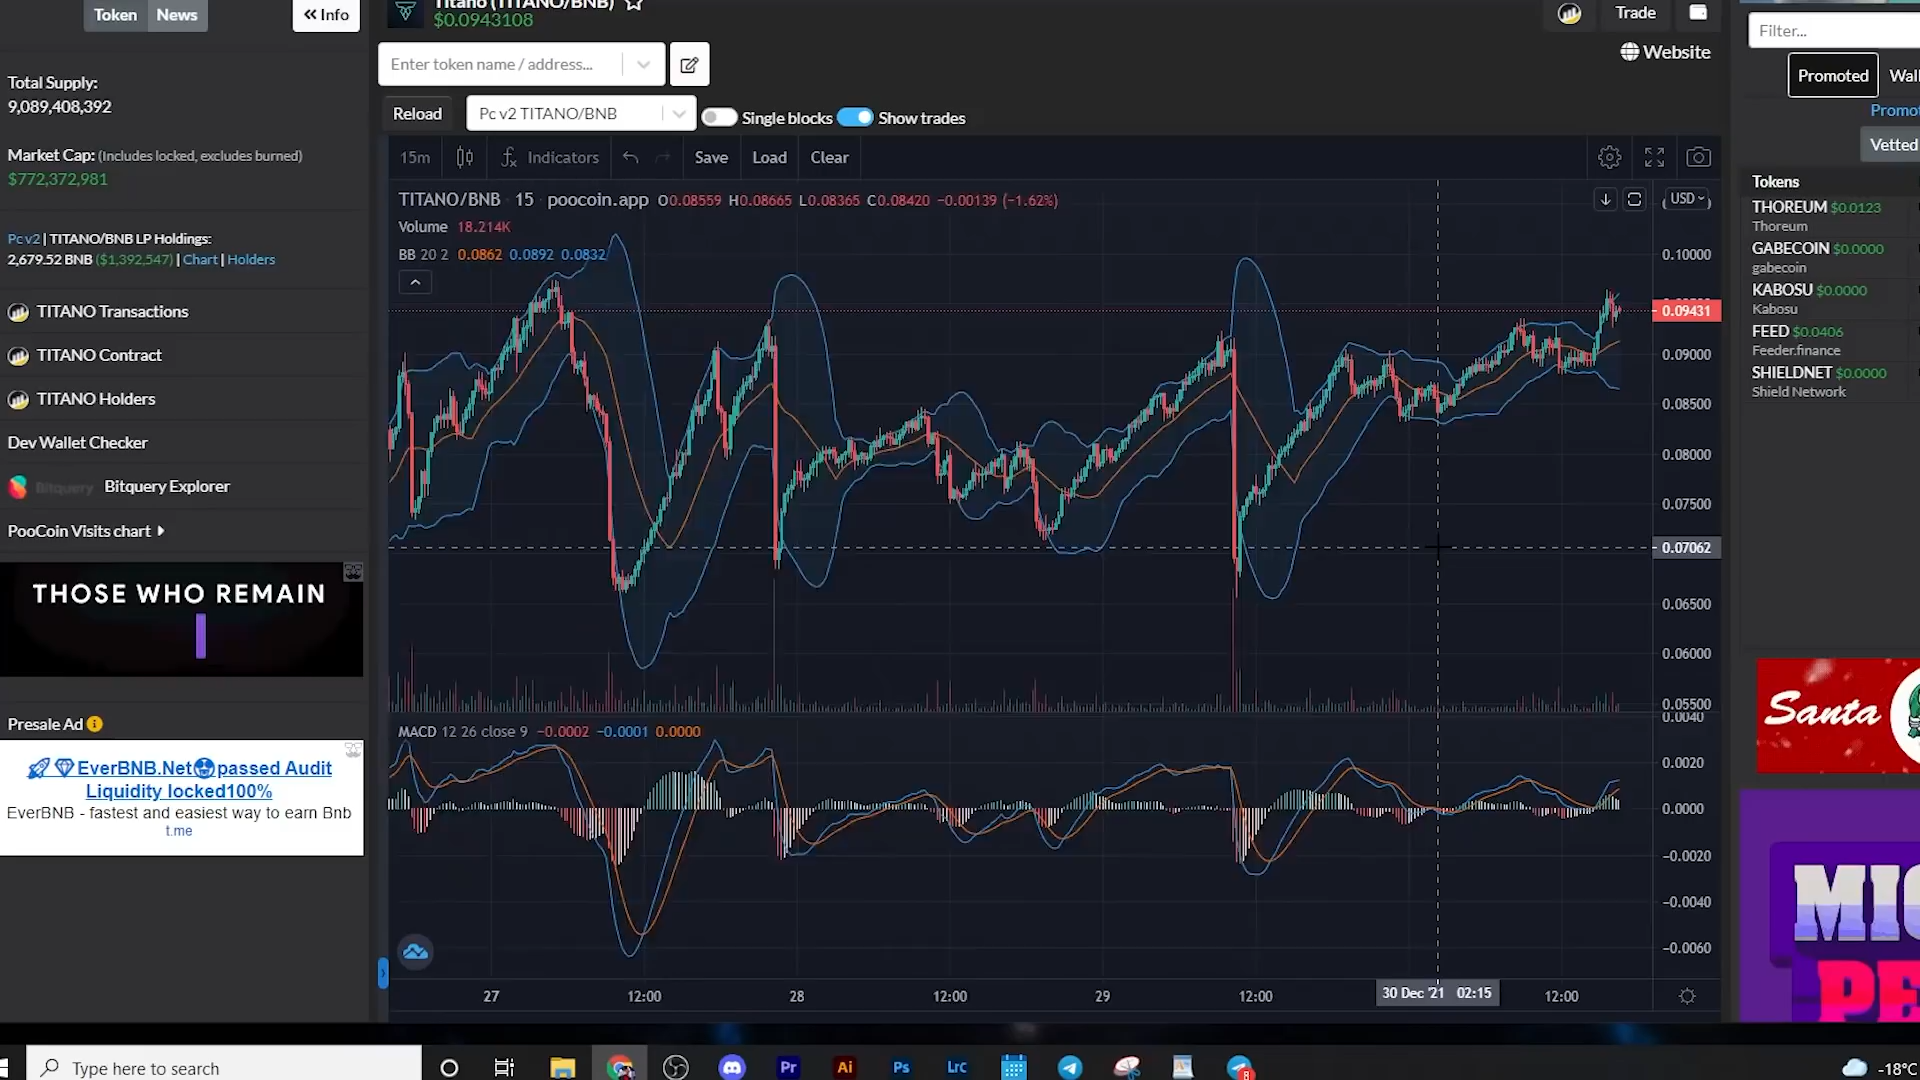 Token News Info
Titano (TITANO/BNB)
$0.0943108
Trade
Website
Filter...
Promoted
Enter token name / address...
Reload
Pc v2 TITANO/BNB
Single blocks
Show trades
Vetted
Total Supply:
9,089,408,392
Market Cap: (Includes locked, excludes burned)
$772,372,981
Pc v2 | TITANO/BNB LP Holdings:
2,679.52 BNB ($1,392,547) | Chart | Holders
TITANO Transactions
TITANO Contract
TITANO Holders
Dev Wallet Checker
Bitquery Bitquery Explorer
PooCoin Visits chart
THOSE WHO REMAIN
Presale Ad
EverBNB.Net passed Audit
Liquidity locked100%
EverBNB - fastest and easiest way to earn Bnb
t.me
15m Indicators Save Load Clear
TITANO/BNB 15 poocoin.app O0.08559 H0.08665 L0.08365 C0.08420 −0.00139 (−1.62%)
USD
Volume 18.214K
BB 20 2 0.0862 0.0892 0.0832
0.10000
0.09431
0.09000
0.08500
0.08000
0.07500
0.07062
0.06500
0.06000
0.05500
0.0040
MACD 12 26 close 9 −0.0002 −0.0001 0.0000
0.0020
0.0000
−0.0020
−0.0040
−0.0060
27 12:00 28 12:00 29 12:00 30 Dec '21 02:15 12:00
Tokens
THOREUM $0.0123
Thoreum
GABECOIN $0.0000
gabecoin
KABOSU $0.0000
Kabosu
FEED $0.0406
Feeder.finance
SHIELDNET $0.0000
Shield Network
Santa
Type here to search
Pr
Ai
Ps
Lrc
8
-18°C